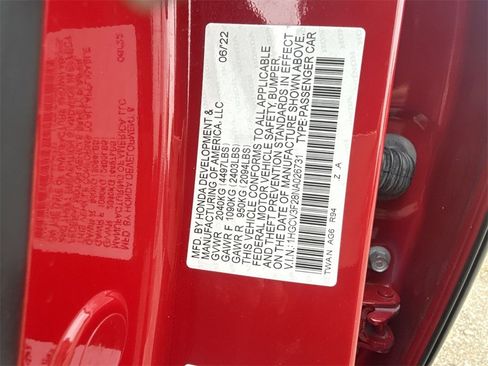 MFD. BY HONDA DEVELOPMENT & 06/22
MANUFACTURING OF AMERICA, LLC
GVWR 2040KG(4497LBS)
GAWR F 1090KG(2403LBS)
GAWR R 950KG(2094LBS)
THIS VEHICLE CONFORMS TO ALL APPLICABLE
FEDERAL MOTOR VEHICLE SAFETY, BUMPER,
AND THEFT PREVENTION STANDARDS IN EFFECT
ON THE DATE OF MANUFACTURE SHOWN ABOVE.
V.I.N.: 1HGCV3F28NA026731 TYPE:PASSENGER CAR
TWAN AG6 R94 Z A